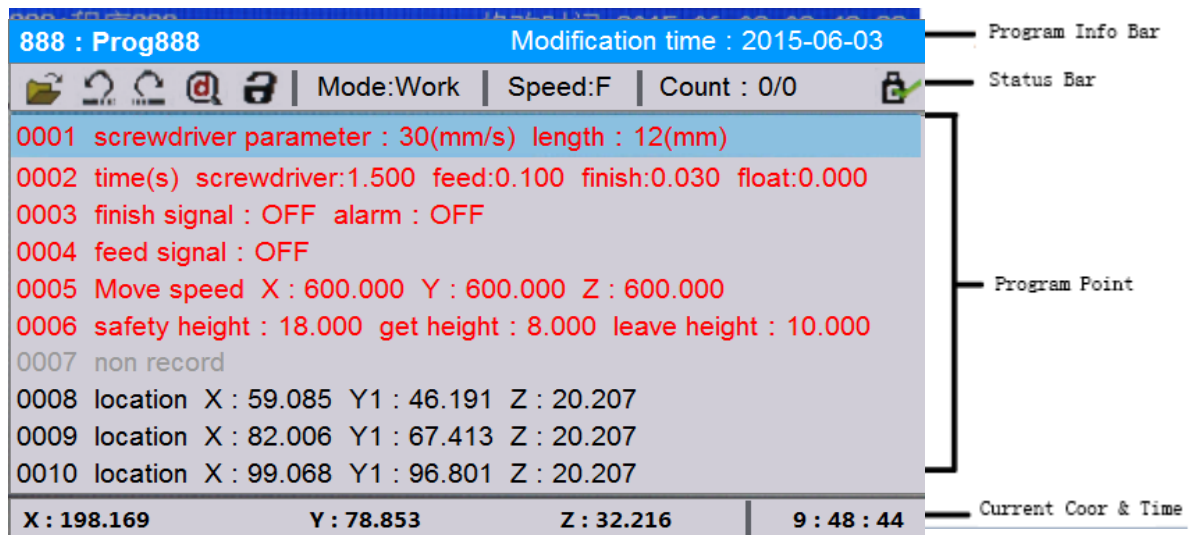 888 : Prog888 Modification time : 2015-06-03 Program Info Bar
Mode:Work Speed:F Count : 0/0 Status Bar
0001 screwdriver parameter : 30(mm/s) length : 12(mm)
0002 time(s) screwdriver:1.500 feed:0.100 finish:0.030 float:0.000
0003 finish signal : OFF alarm : OFF
0004 feed signal : OFF
0005 Move speed X : 600.000 Y : 600.000 Z : 600.000 Program Point
0006 safety height : 18.000 get height : 8.000 leave height : 10.000
0007 non record
0008 location X : 59.085 Y1 : 46.191 Z : 20.207
0009 location X : 82.006 Y1 : 67.413 Z : 20.207
0010 location X : 99.068 Y1 : 96.801 Z : 20.207
X : 198.169 Y : 78.853 Z : 32.216 9 : 48 : 44 Current Coor & Time